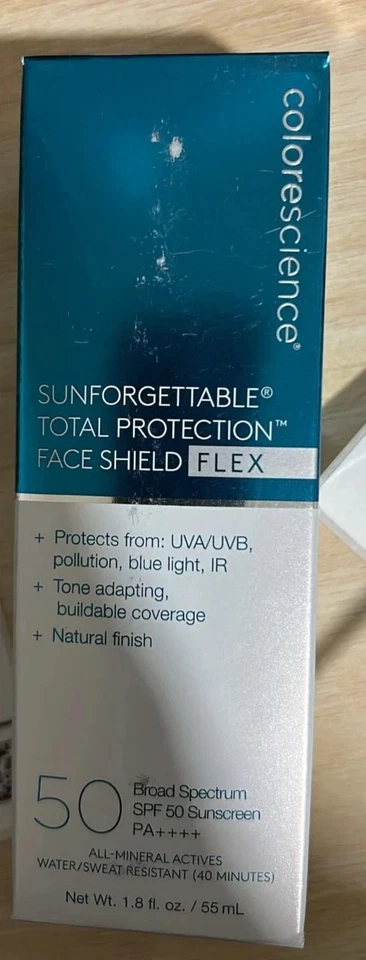 colorescience®
SUNFORGETTABLE®
TOTAL PROTECTION™
FACE SHIELD FLEX
+ Protects from: UVA/UVB,
pollution, blue light, IR
+ Tone adapting,
buildable coverage
+ Natural finish
50
Broad Spectrum
SPF 50 Sunscreen
PA++++
ALL-MINERAL ACTIVES
WATER/SWEAT RESISTANT (40 MINUTES)
Net Wt. 1.8 fl. oz. / 55 mL